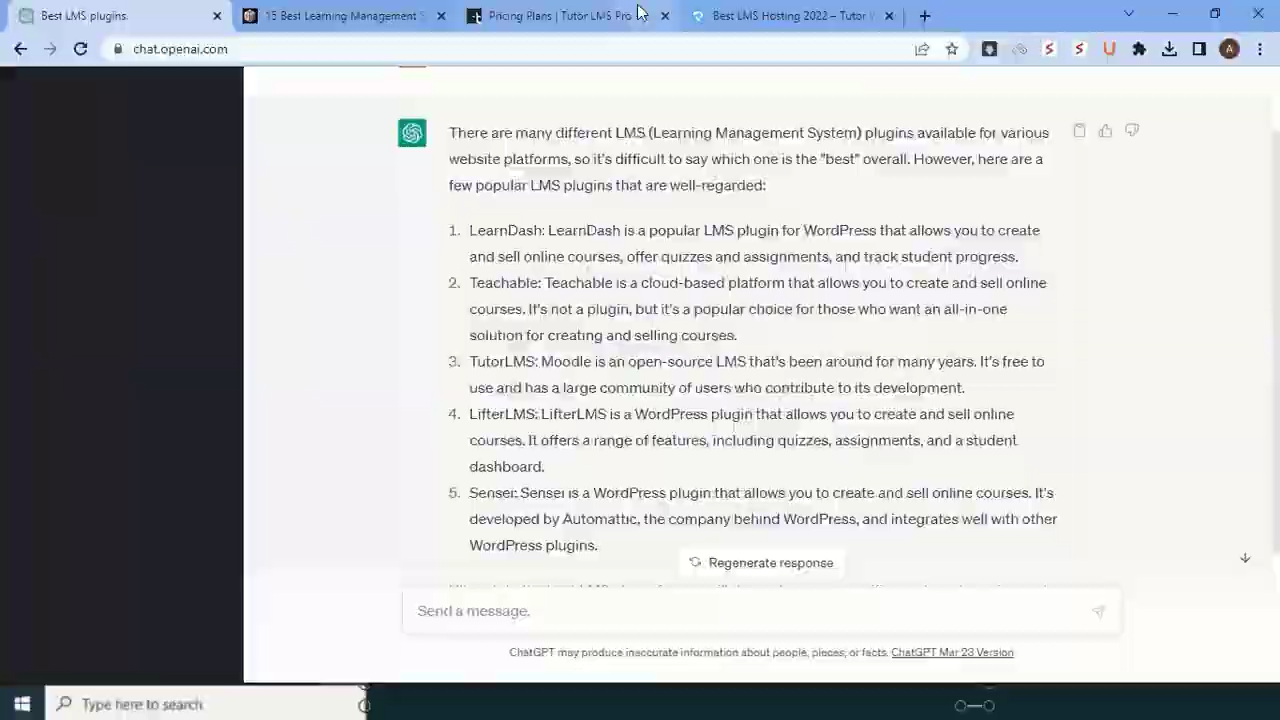 Best LMS plugins
15 Best Learning Management S
Pricing Plans | Tutor LMS Pro
Best LMS Hosting 2022 – Tutor
chat.openai.com
A
There are many different LMS (Learning Management System) plugins available for various
website platforms, so it's difficult to say which one is the "best" overall. However, here are a
few popular LMS plugins that are well-regarded:
1. LearnDash: LearnDash is a popular LMS plugin for WordPress that allows you to create
and sell online courses, offer quizzes and assignments, and track student progress.
2. Teachable: Teachable is a cloud-based platform that allows you to create and sell online
courses. It's not a plugin, but it's a popular choice for those who want an all-in-one
solution for creating and selling courses.
3. TutorLMS: Moodle is an open-source LMS that's been around for many years. It's free to
use and has a large community of users who contribute to its development.
4. LifterLMS: LifterLMS is a WordPress plugin that allows you to create and sell online
courses. It offers a range of features, including quizzes, assignments, and a student
dashboard.
5. Sensei: Sensei is a WordPress plugin that allows you to create and sell online courses. It's
developed by Automattic, the company behind WordPress, and integrates well with other
WordPress plugins.
Regenerate response
Send a message.
ChatGPT may produce inaccurate information about people, places, or facts. ChatGPT Mar 23 Version
Type here to search